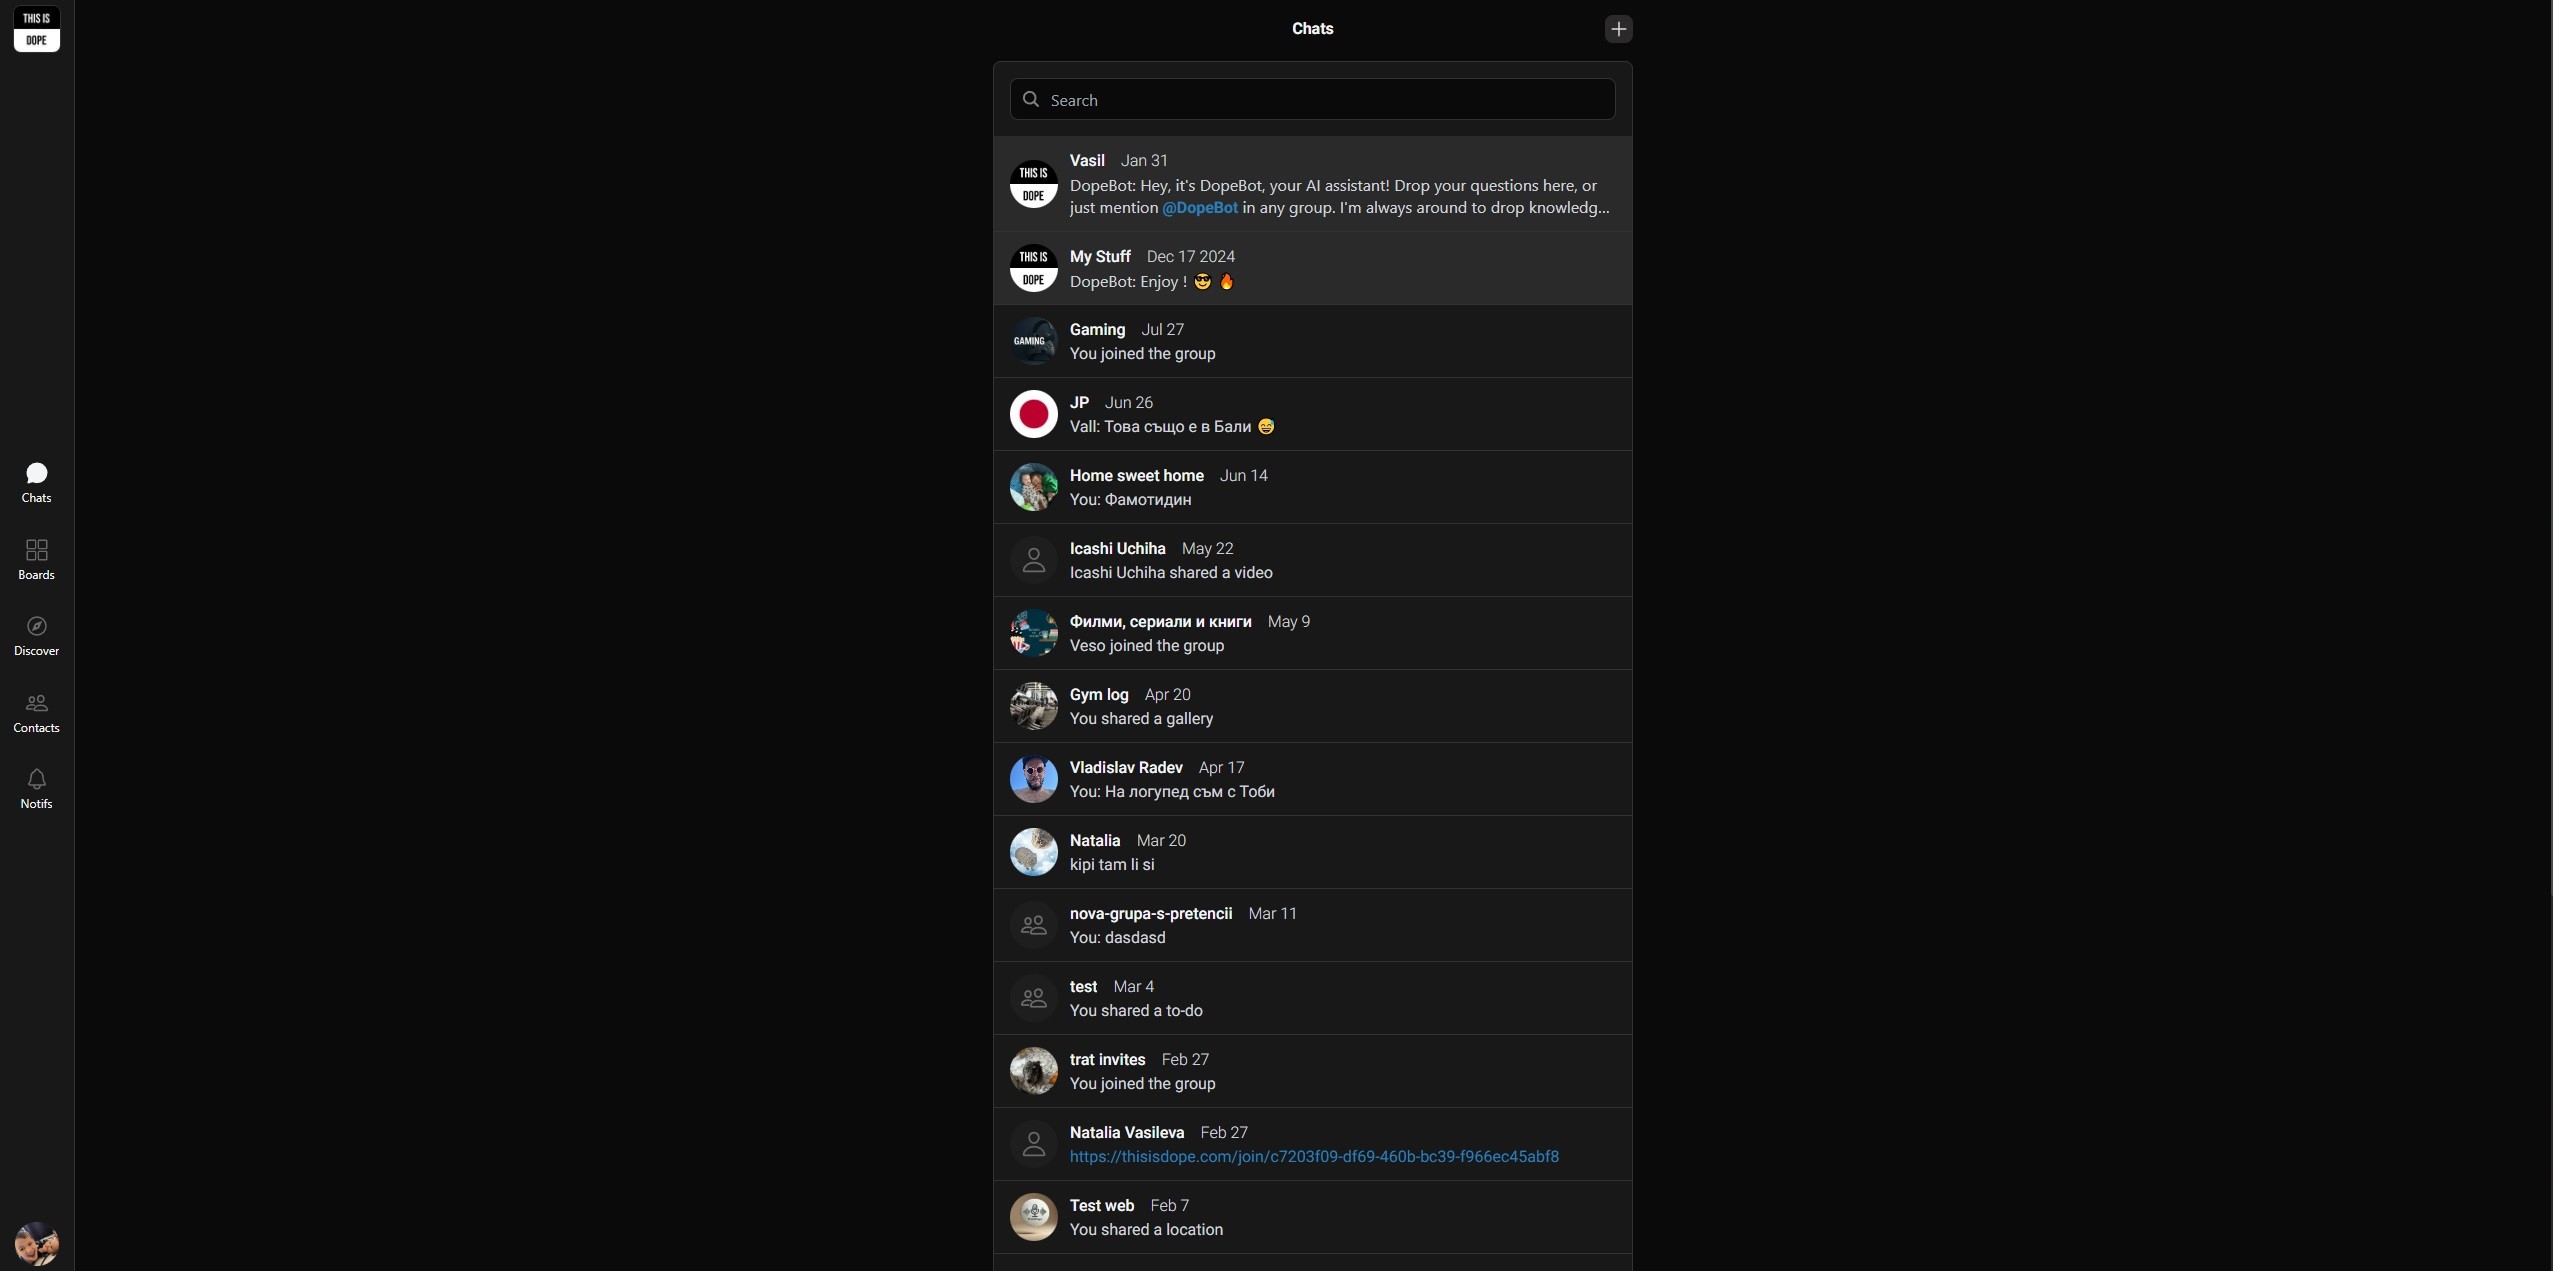 THIS IS
DOPE
Chats
Search
Vasil Jan 31
THIS IS
DOPE
DopeBot: Hey, it's DopeBot, your AI assistant! Drop your questions here, or
just mention @DopeBot in any group. I'm always around to drop knowledg...
My Stuff Dec 17 2024
THIS IS
DOPE
DopeBot: Enjoy ! 😎 🔥
Gaming Jul 27
GAMING
You joined the group
JP Jun 26
Vall: Това също е в Бали 😅
Home sweet home Jun 14
You: Фамотидин
Icashi Uchiha May 22
Icashi Uchiha shared a video
Филми, сериали и книги May 9
Veso joined the group
Gym log Apr 20
You shared a gallery
Vladislav Radev Apr 17
You: На логупед съм с Тоби
Natalia Mar 20
kipi tam li si
nova-grupa-s-pretencii Mar 11
You: dasdasd
test Mar 4
You shared a to-do
trat invites Feb 27
You joined the group
Natalia Vasileva Feb 27
https://thisisdope.com/join/c7203f09-df69-460b-bc39-f966ec45abf8
Test web Feb 7
You shared a location
Chats
Boards
Discover
Contacts
Notifs